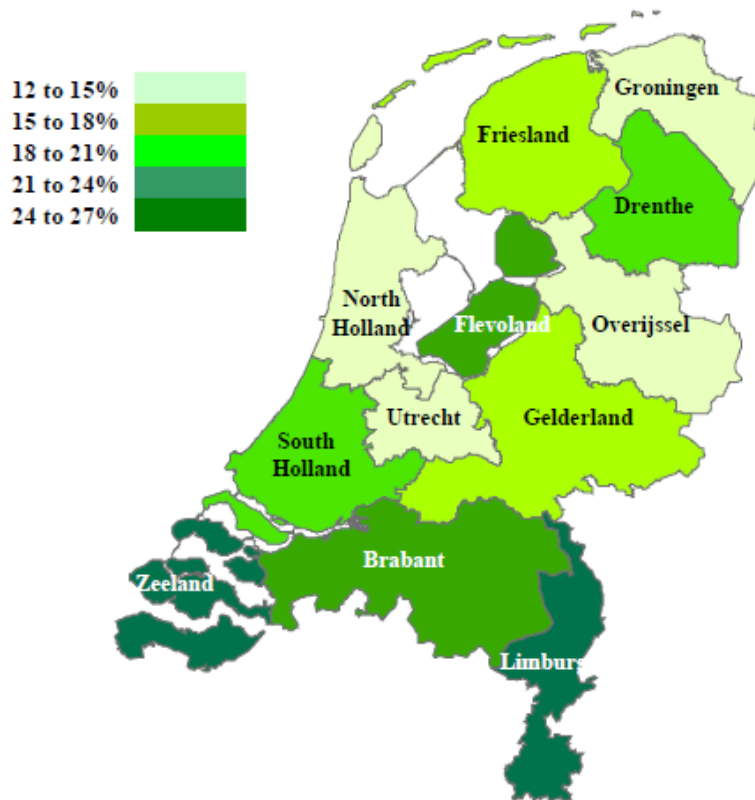 12 to 15%
15 to 18%
18 to 21%
21 to 24%
24 to 27%
Groningen
Friesland
Drenthe
North
Holland
Flevoland
Overijssel
Utrecht
Gelderland
South
Holland
Brabant
Zeeland
Limburg